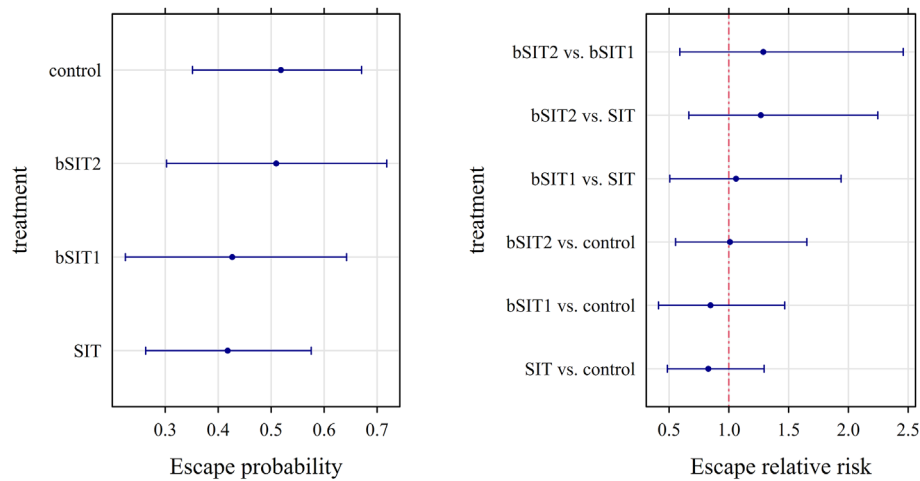 treatment
control
bSIT2
bSIT1
SIT
0.3 0.4 0.5 0.6 0.7
Escape probability
treatment
bSIT2 vs. bSIT1
bSIT2 vs. SIT
bSIT1 vs. SIT
bSIT2 vs. control
bSIT1 vs. control
SIT vs. control
0.5 1.0 1.5 2.0 2.5
Escape relative risk